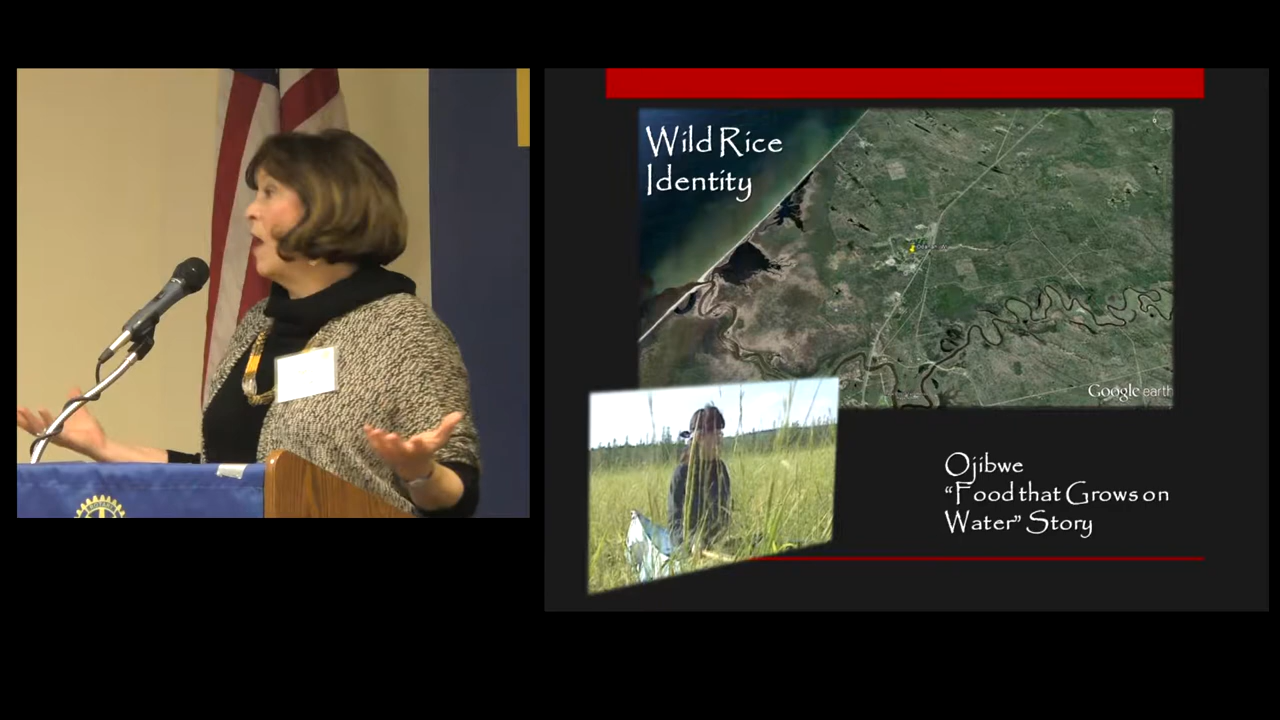 Wild Rice
Identity
Google earth
Ojibwe
“Food that Grows on
Water” Story